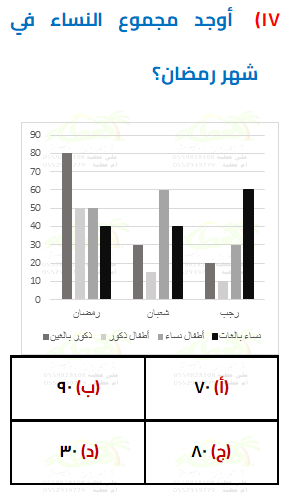 ١٧) أوجد مجموع النساء في
شهر رمضان؟
90
80
70
60
50
40
30
20
10
0
رجب
شعبان
رمضان
نساء بالغات
أطفال نساء
أطفال ذكور
ذكور بالغين
(أ) ٧٠
(ب) ٩٠
(ج) ٨٠
(د) ٣٠